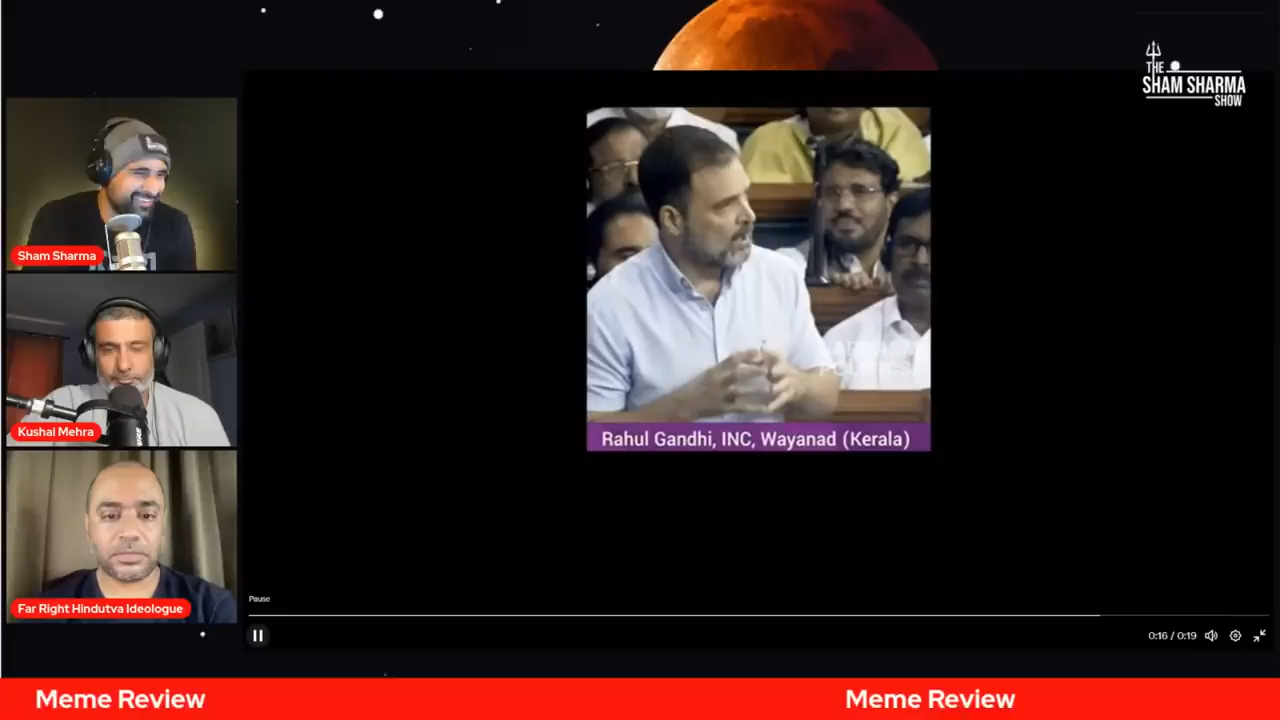 THE
SHAM SHARMA
SHOW
Sham Sharma
Kushal Mehra
Far Right Hindutva Ideologue
Rahul Gandhi, INC, Wayanad (Kerala)
Pause
0:16 / 0:19
Meme Review
Meme Review